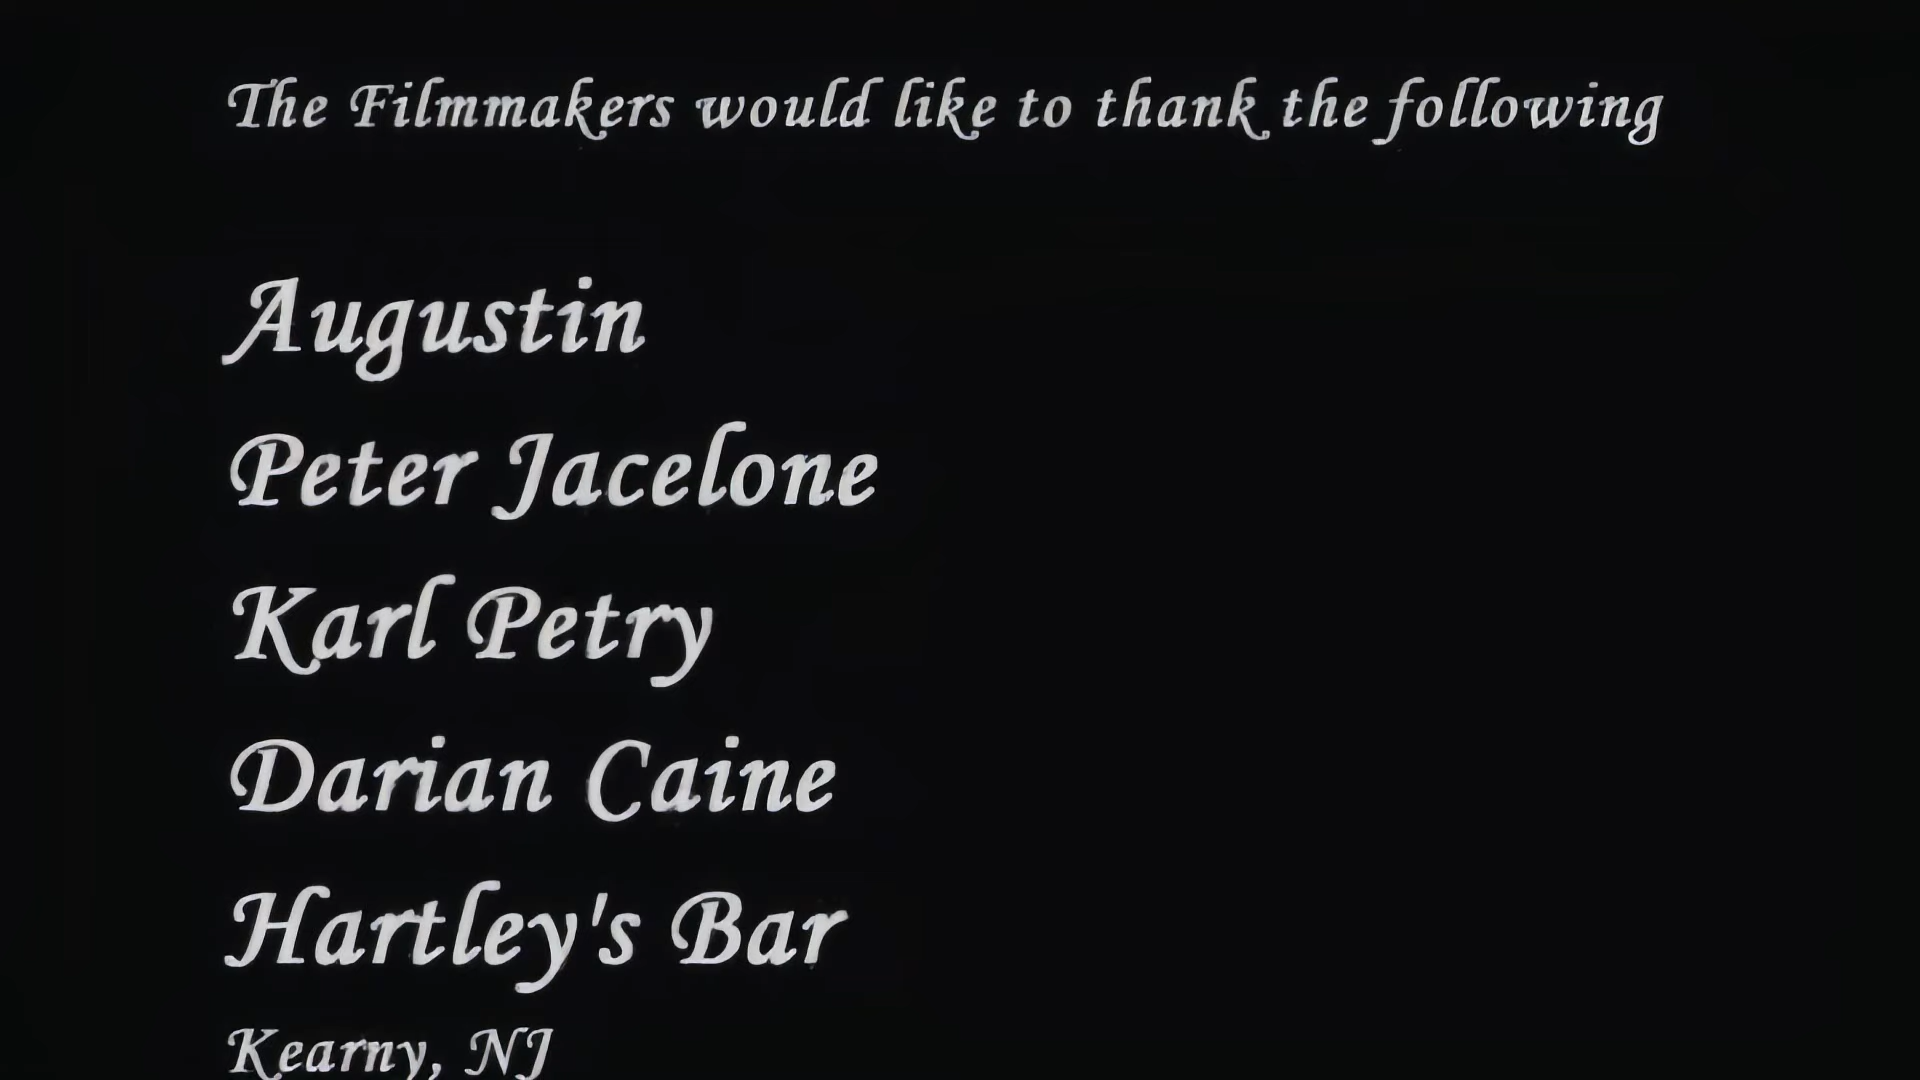 The Filmmakers would like to thank the following
Augustin
Peter Jacelone
Karl Petry
Darian Caine
Hartley's Bar
Kearny, NJ